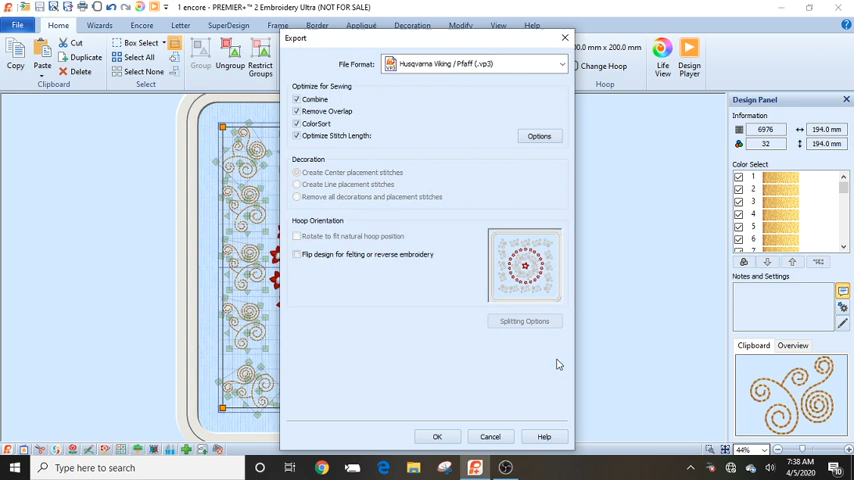 1 encore - PREMIER+™ 2 Embroidery Ultra (NOT FOR SALE)
File Home Wizards Encore Letter SuperDesign Frame Border Appliqué Decoration Modify View Help
Copy
Paste
Cut
Duplicate
Delete
Clipboard
Box Select
Select All
Select None
Group
Ungroup
Restrict Groups
00.0 mm x 200.0 mm
Change Hoop
Hoop
Life View
Design Player
Export
File Format:
VP3
Husqvarna Viking / Pfaff (.vp3)
Optimize for Sewing
Combine
Remove Overlap
ColorSort
Optimize Stitch Length:
Options
Decoration
Create Center placement stitches
Create Line placement stitches
Remove all decorations and placement stitches
Hoop Orientation
Rotate to fit natural hoop position
Flip design for felting or reverse embroidery
Splitting Options
OK Cancel Help
Design Panel
Information
6976 194.0 mm
32 194.0 mm
Color Select
1
2
3
4
5
6
Notes and Settings
Clipboard Overview
44%
Type here to search
7:38 AM
4/5/2020